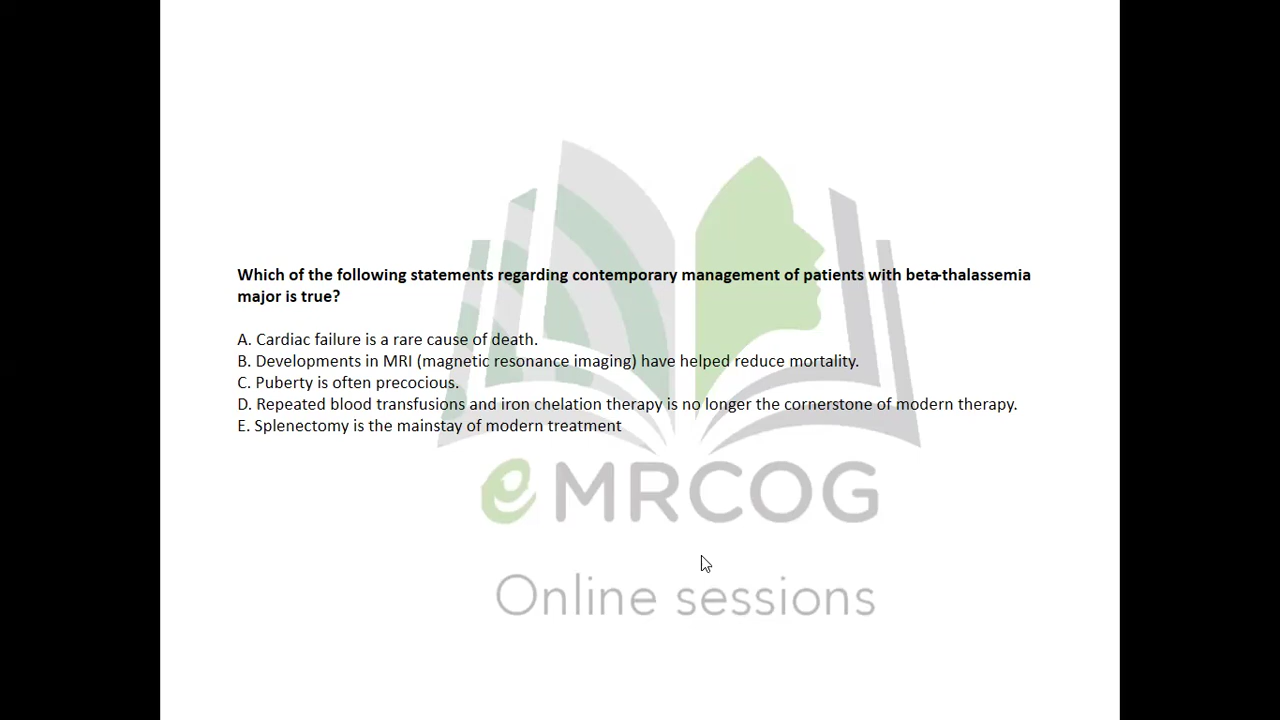 Which of the following statements regarding contemporary management of patients with beta-thalassemia
major is true?
A. Cardiac failure is a rare cause of death.
B. Developments in MRI (magnetic resonance imaging) have helped reduce mortality.
C. Puberty is often precocious.
D. Repeated blood transfusions and iron chelation therapy is no longer the cornerstone of modern therapy.
E. Splenectomy is the mainstay of modern treatment
eMRCOG
Online sessions